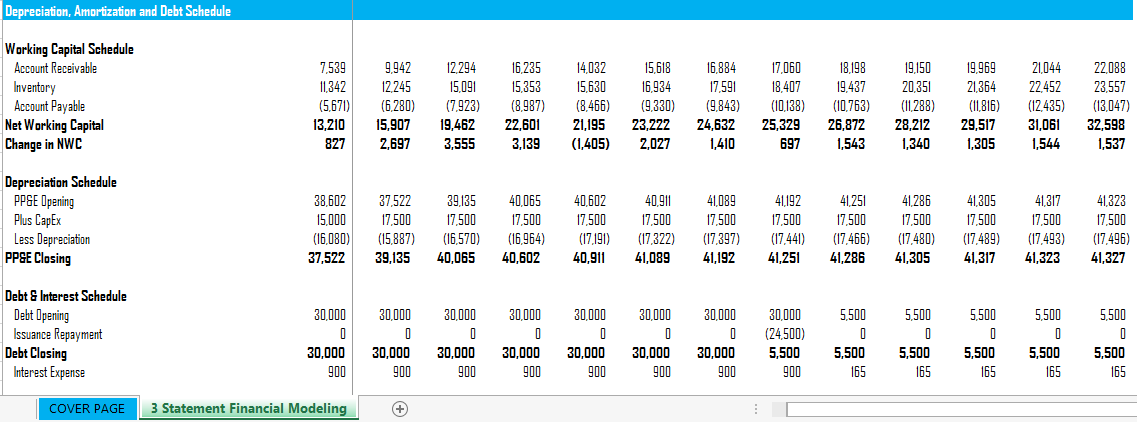 Depreciation, Amortization and Debt Schedule
Working Capital Schedule
Account Receivable 7,539 9,942 12,294 16,235 14,032 15,618 16,884 17,060 18,198 19,150 19,969 21,044 22,088
Inventory 11,342 12,245 15,091 15,353 15,630 16,934 17,591 18,407 19,437 20,351 21,364 22,452 23,557
Account Payable (5,671) (6,280) (7,923) (8,987) (8,466) (9,330) (9,843) (10,138) (10,763) (11,288) (11,816) (12,435) (13,047)
Net Working Capital 13,210 15,907 19,462 22,601 21,195 23,222 24,632 25,329 26,872 28,212 29,517 31,061 32,598
Change in NWC 827 2,697 3,555 3,139 (1,405) 2,027 1,410 697 1,543 1,340 1,305 1,544 1,537
Depreciation Schedule
PP&E Opening 38,602 37,522 39,135 40,065 40,602 40,911 41,089 41,192 41,251 41,286 41,305 41,317 41,323
Plus CapEx 15,000 17,500 17,500 17,500 17,500 17,500 17,500 17,500 17,500 17,500 17,500 17,500 17,500
Less Depreciation (16,080) (15,887) (16,570) (16,964) (17,191) (17,322) (17,397) (17,441) (17,466) (17,480) (17,489) (17,493) (17,496)
PP&E Closing 37,522 39,135 40,065 40,602 40,911 41,089 41,192 41,251 41,286 41,305 41,317 41,323 41,327
Debt & Interest Schedule
Debt Opening 30,000 30,000 30,000 30,000 30,000 30,000 30,000 30,000 5,500 5,500 5,500 5,500 5,500
Issuance Repayment 0 0 0 0 0 0 0 (24,500) 0 0 0 0 0
Debt Closing 30,000 30,000 30,000 30,000 30,000 30,000 30,000 5,500 5,500 5,500 5,500 5,500 5,500
Interest Expense 900 900 900 900 900 900 900 900 165 165 165 165 165
COVER PAGE 3 Statement Financial Modeling